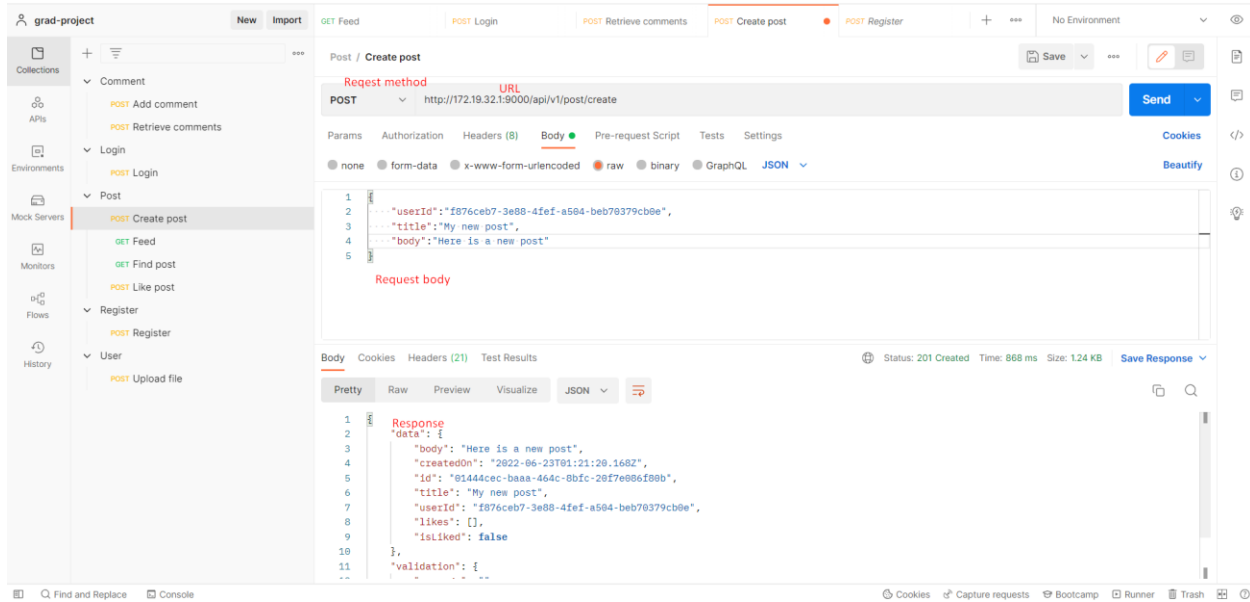 grad-project
New
Import
GET Feed
POST Login
POST Retrieve comments
POST Create post
POST Register
No Environment
Collections
APIs
Environments
Mock Servers
Monitors
Flows
History
Comment
POST Add comment
POST Retrieve comments
Login
POST Login
Post
POST Create post
GET Feed
GET Find post
POST Like post
Register
POST Register
User
POST Upload file
Post / Create post
Save
Reqest method
URL
POST
http://172.19.32.1:9000/api/v1/post/create
Send
Params Authorization Headers (8) Body Pre-request Script Tests Settings
Cookies
none form-data x-www-form-urlencoded raw binary GraphQL JSON
Beautify
1 {
2 "userId":"f876ceb7-3e88-4fef-a504-beb70379cb0e",
3 "title":"My new post",
4 "body":"Here is a new post"
5 }
Request body
Body Cookies Headers (21) Test Results
Status: 201 Created Time: 868 ms Size: 1.24 KB Save Response
Pretty Raw Preview Visualize JSON
1 {
Response
2 "data": {
3 "body": "Here is a new post",
4 "createdOn": "2022-06-23T01:21:20.168Z",
5 "id": "01444cec-baaa-464c-8bfc-20f7e086f80b",
6 "title": "My new post",
7 "userId": "f876ceb7-3e88-4fef-a504-beb70379cb0e",
8 "likes": [],
9 "isLiked": false
10 },
11 "validation": {
Find and Replace Console
Cookies Capture requests Bootcamp Runner Trash